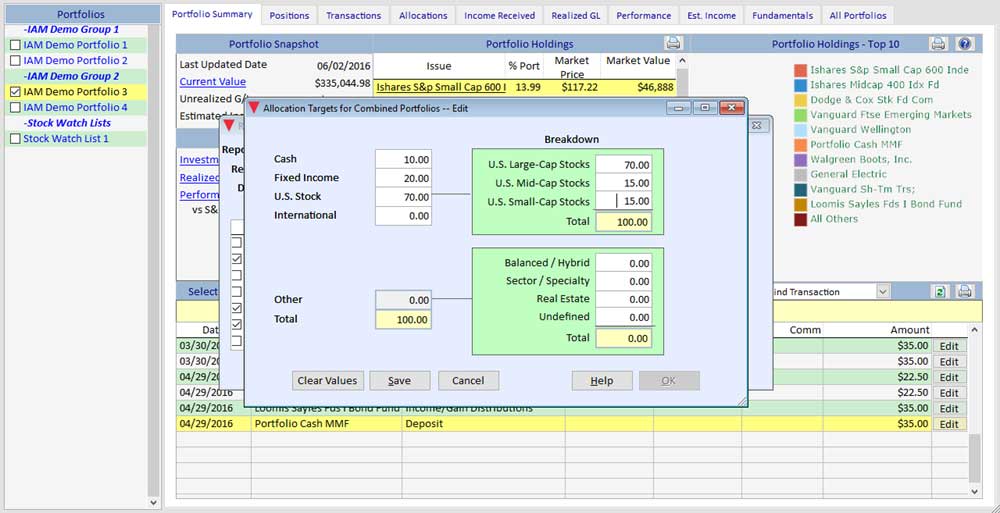 Portfolios
-IAM Demo Group 1
IAM Demo Portfolio 1
IAM Demo Portfolio 2
-IAM Demo Group 2
IAM Demo Portfolio 3
IAM Demo Portfolio 4
-Stock Watch Lists
Stock Watch List 1
Portfolio Summary Positions Transactions Allocations Income Received Realized GL Performance Est. Income Fundamentals All Portfolios
Portfolio Snapshot
Last Updated Date 06/02/2016
Current Value $335,044.98
Unrealized G/
Portfolio Holdings
Issue % Port Market Price Market Value
Ishares S&p Small Cap 600 I 13.99 $117.22 $46,888
Portfolio Holdings - Top 10
Ishares S&p Small Cap 600 Inde
Ishares Midcap 400 Idx Fd
Dodge & Cox Stk Fd Com
Vanguard Ftse Emerging Markets
Vanguard Wellington
Portfolio Cash MMF
Walgreen Boots, Inc.
General Electric
Vanguard Sh-Tm Trs;
Loomis Sayles Fds I Bond Fund
All Others
Investm
Realized
Perform
vs S&
Repo
Re
D
Allocation Targets for Combined Portfolios -- Edit
Cash 10.00
Fixed Income 20.00
U.S. Stock 70.00
International 0.00
Other 0.00
Total 100.00
Breakdown
U.S. Large-Cap Stocks 70.00
U.S. Mid-Cap Stocks 15.00
U.S. Small-Cap Stocks 15.00
Total 100.00
Balanced / Hybrid 0.00
Sector / Specialty 0.00
Real Estate 0.00
Undefined 0.00
Total 0.00
Clear Values Save Cancel Help OK
Selec
ind Transaction
Dat Comm Amount
03/30/20 $35.00 Edit
03/30/20 $35.00 Edit
04/29/20 $22.50 Edit
04/29/2016 $22.50 Edit
04/29/2016 Loomis Sayles Fds I Bond Fund Income/Gain Distributions $35.00 Edit
04/29/2016 Portfolio Cash MMF Deposit $35.00 Edit